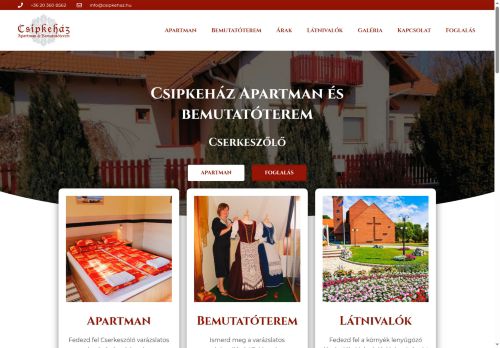 +36 20 360 0562 info@csipkehaz.hu
Csipkeház
Apartman & Bemutatóterem
Apartman Bemutatóterem Árak Látnivalók Galéria Kapcsolat Foglalás
Csipkeház Apartman és
bemutatóterem
Cserkeszőlő
APARTMAN FOGLALÁS
Apartman Bemutatóterem Látnivalók
Fedezd fel Cserkeszőlő varázslatos Ismerd meg a varázslatos Fedezd fel a környék lenyűgöző